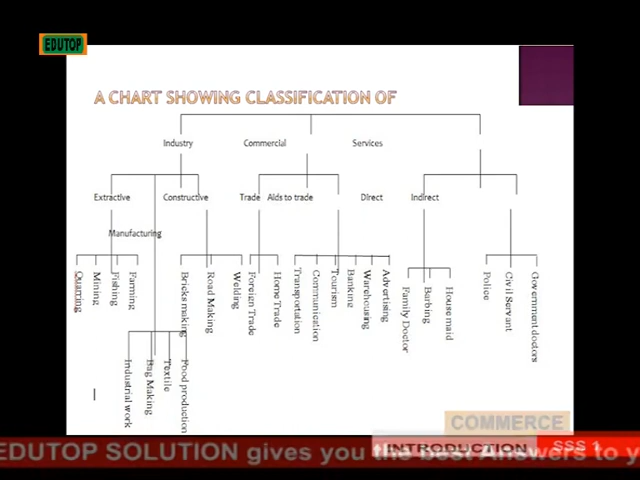 EDUTOP
A CHART SHOWING CLASSIFICATION OF
Industry Commercial Services
Extractive Constructive Trade Aids to trade Direct Indirect
Manufacturing
Quarring
Mining
Fishing
Farming
Bricks making
Road Making
Welding
Foreign Trade
Home Trade
Transportation
Communication
Tourism
Banking
Warehousing
Advertising
Family Doctor
Barbing
House maid
Police
Civil Servant
Government doctors
Industrial work
Bag Making
Textile
Food production
COMMERCE
INTRODUCTION SSS 1
EDUTOP SOLUTION gives you the best Answers to y